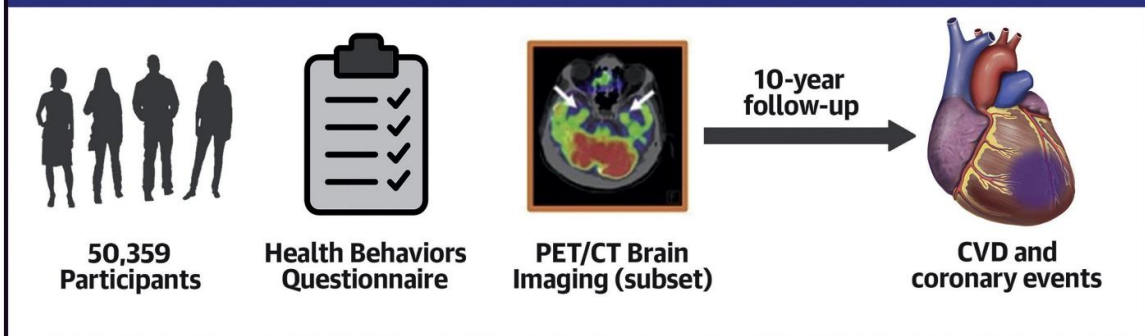 10-year
follow-up
50,359
Participants
Health Behaviors
Questionnaire
PET/CT Brain
Imaging (subset)
CVD and
coronary events